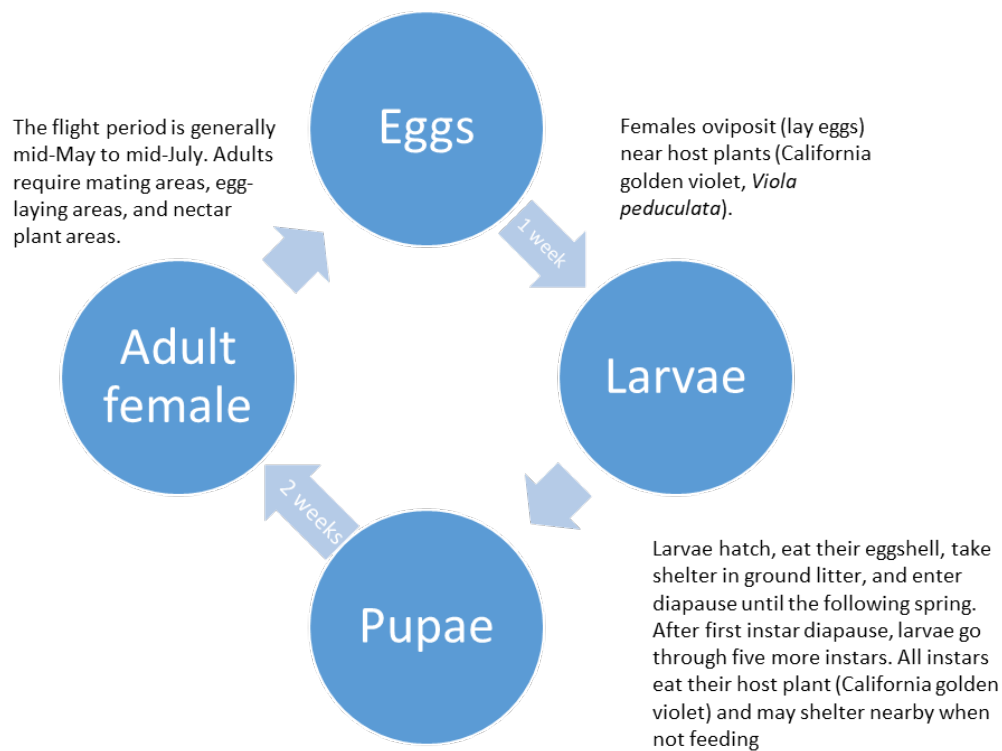 Eggs
The flight period is generally
mid-May to mid-July. Adults
require mating areas, egg-
laying areas, and nectar
plant areas.
Females oviposit (lay eggs)
near host plants (California
golden violet, Viola
peduculata).
1 week
Adult
female
Larvae
2 weeks
Pupae
Larvae hatch, eat their eggshell, take
shelter in ground litter, and enter
diapause until the following spring.
After first instar diapause, larvae go
through five more instars. All instars
eat their host plant (California golden
violet) and may shelter nearby when
not feeding